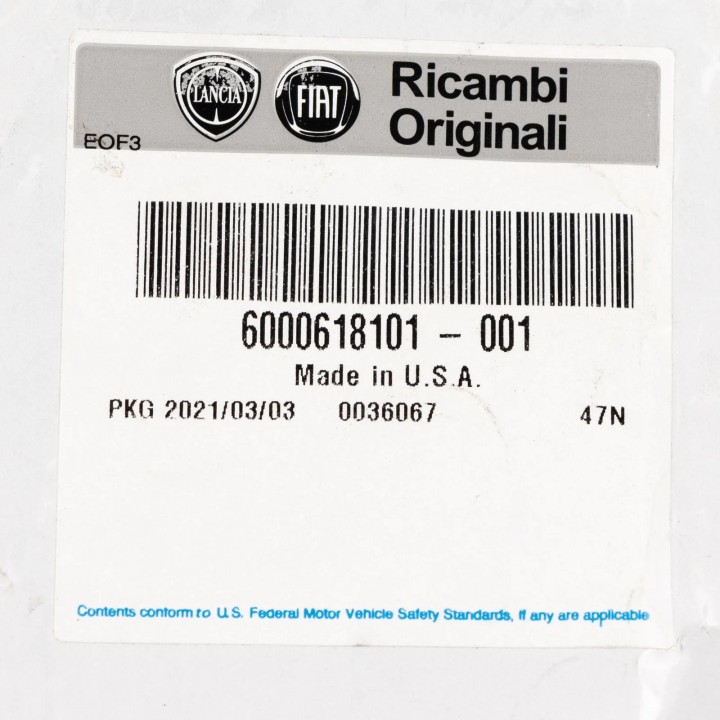 LANCIA
FIAT
Ricambi
Originali
EOF3
6000618101 - 001
Made in U.S.A.
PKG 2021/03/03 0036067 47N
Contents conform to U.S. Federal Motor Vehicle Safety Standards, If any are applicable